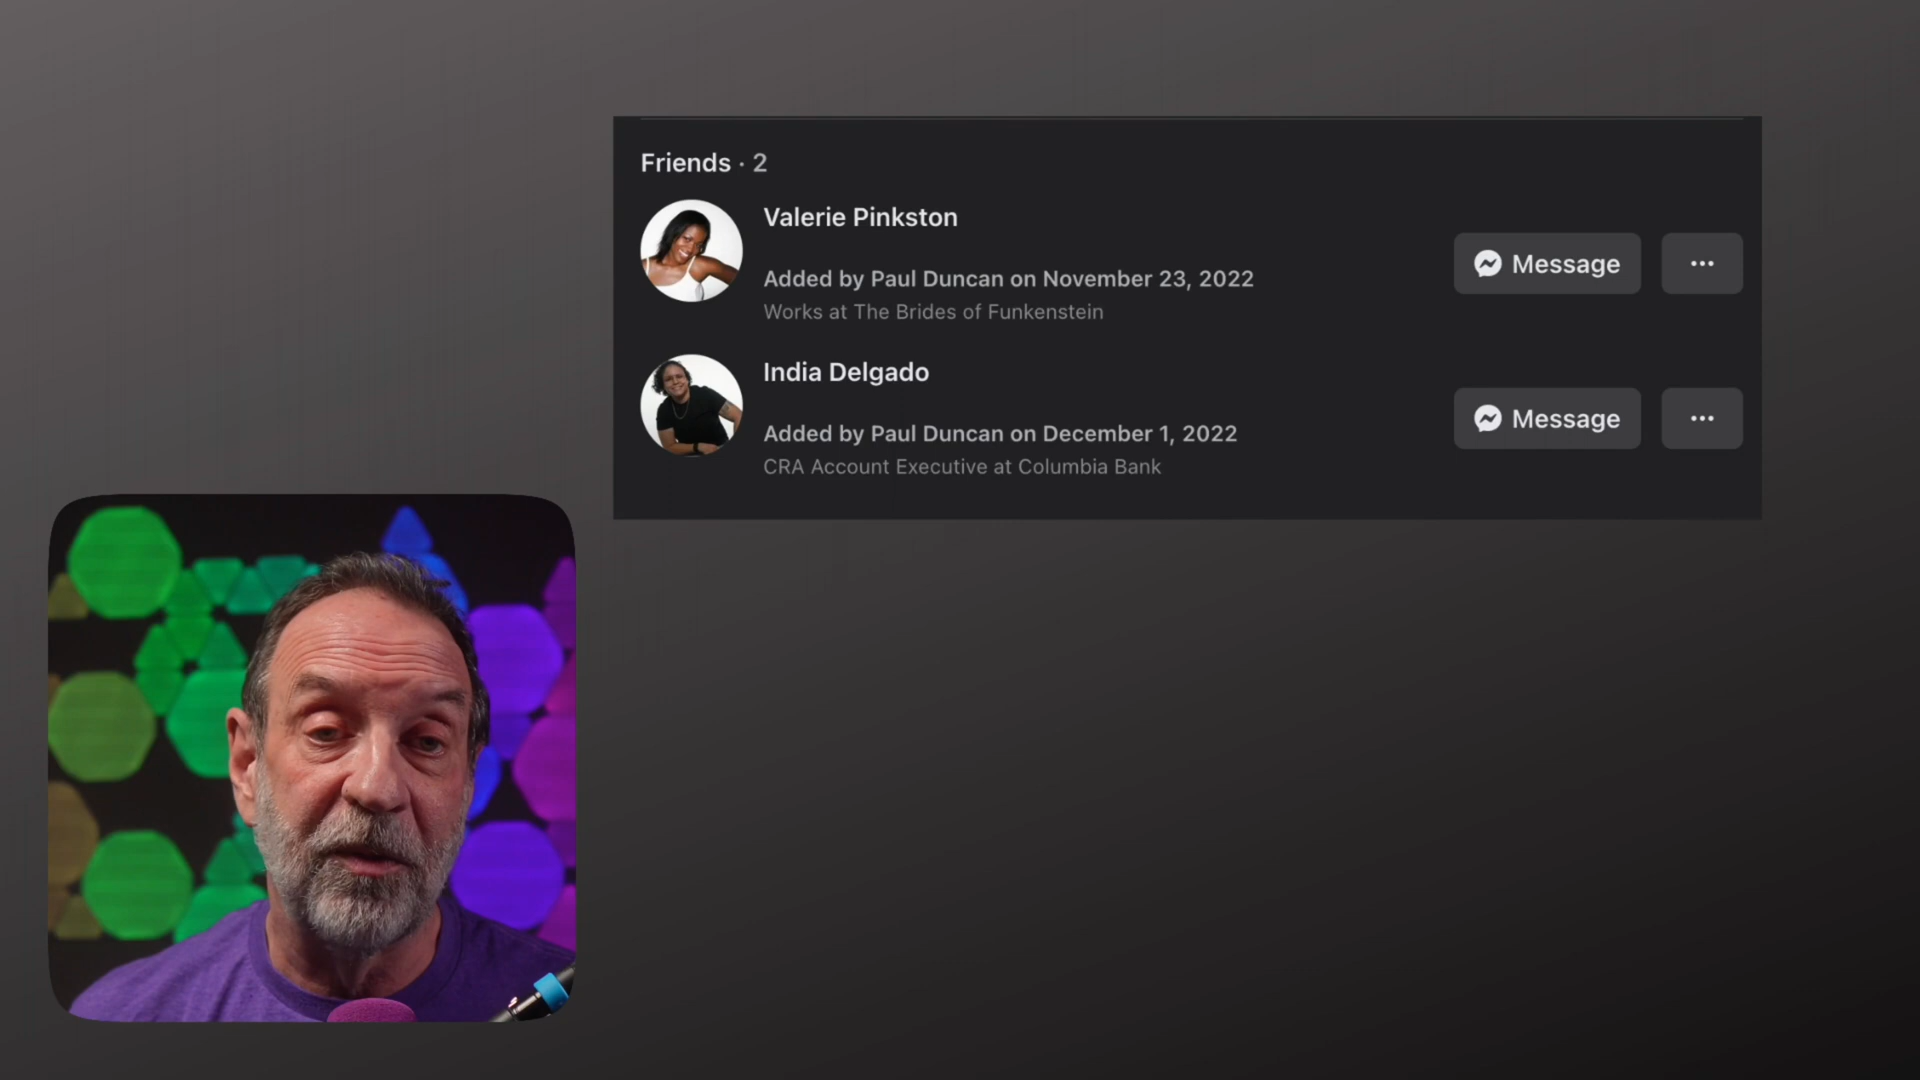 Friends · 2
Valerie Pinkston
Added by Paul Duncan on November 23, 2022
Works at The Brides of Funkenstein
Message
India Delgado
Added by Paul Duncan on December 1, 2022
CRA Account Executive at Columbia Bank
Message